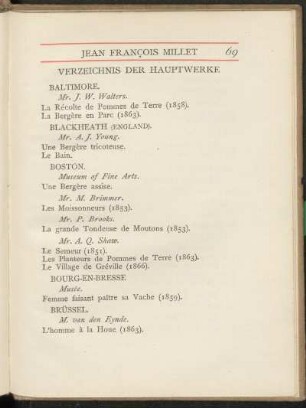 JEAN FRANÇOIS MILLET 69
VERZEICHNIS DER HAUPTWERKE
BALTIMORE.
Mr. J. W. Walters.
La Récolte de Pommes de Terre (1858).
La Bergère en Parc (1863).
BLACKHEATH (ENGLAND).
Mr. A. J. Young.
Une Bergère tricoteuse.
Le Bain.
BOSTON.
Museum of Fine Arts.
Une Bergère assise.
Mr. M. Brimmer.
Les Moissonneurs (1853).
Mr. P. Brooks.
La grande Tondeuse de Moutons (1853).
Mr. A. Q. Shaw.
Le Semeur (1851).
Les Planteurs de Pommes de Terre (1863).
Le Village de Gréville (1866).
BOURG-EN-BRESSE
Musée.
Femme faisant paître sa Vache (1859).
BRÜSSEL.
M. van den Eynde.
L'homme à la Houe (1863).